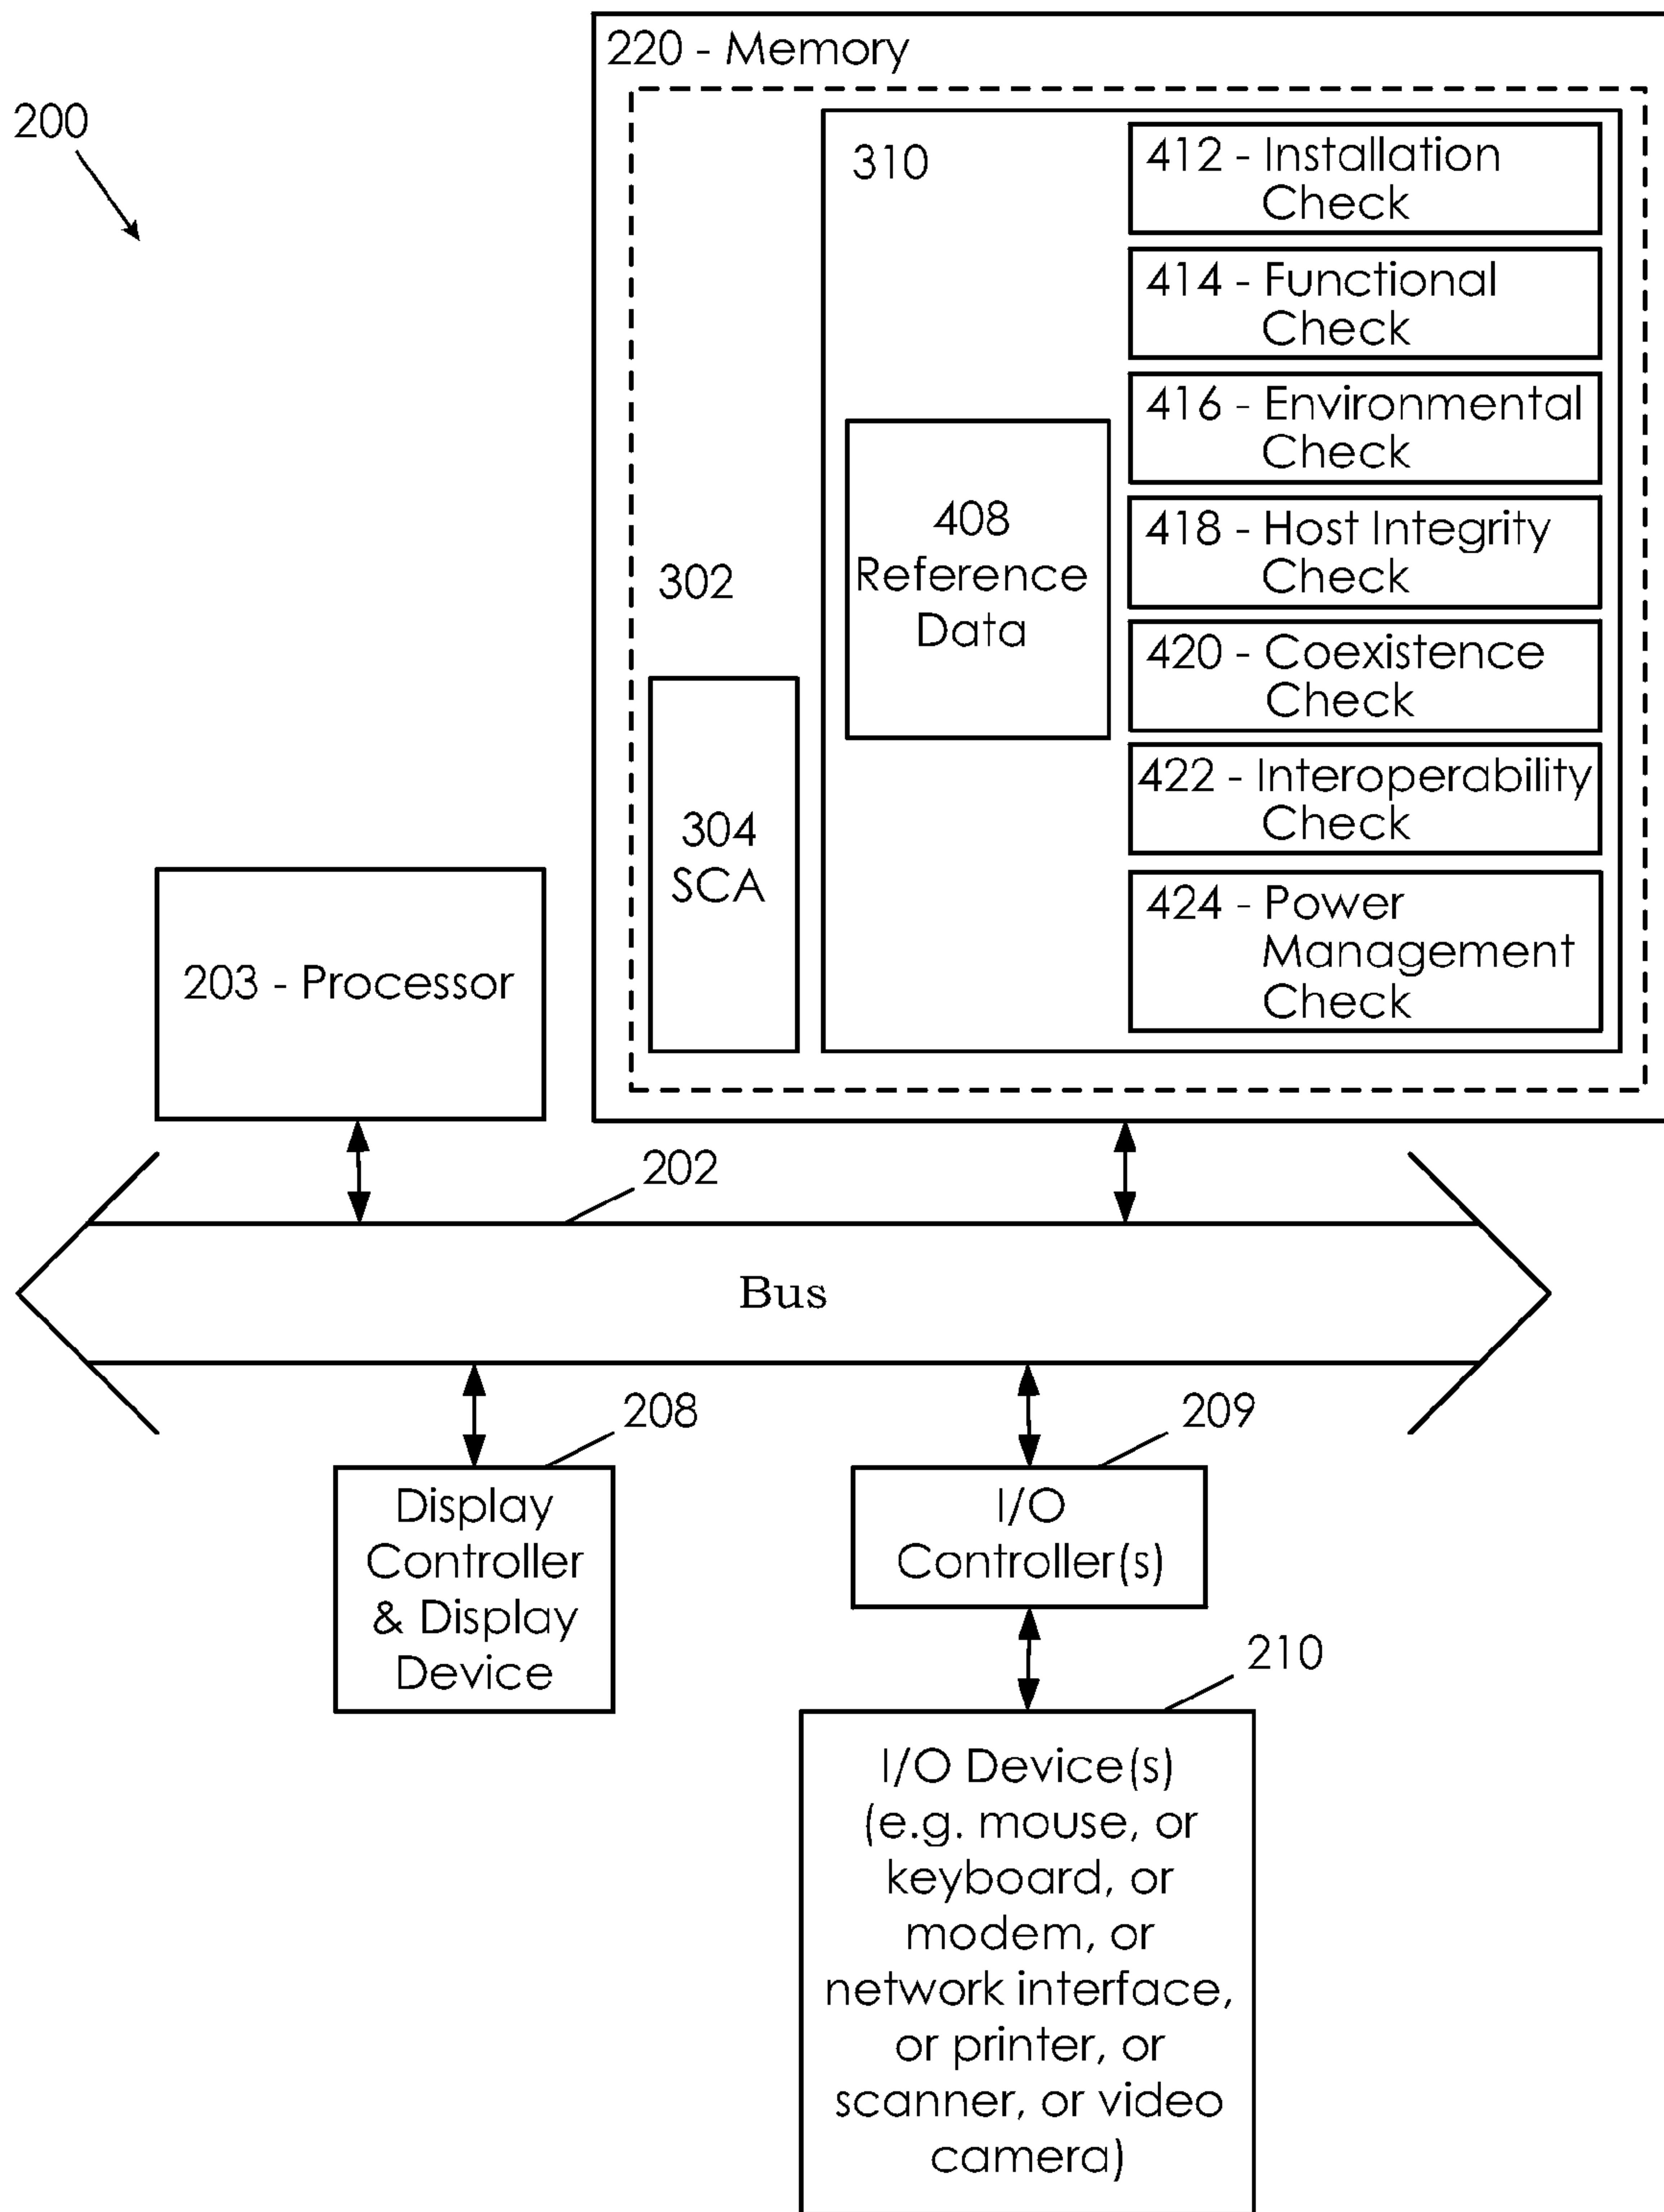 220 - Memory
200
310
412 - Installation
Check
414 - Functional
Check
416 - Environmental
Check
408
Reference
Data
418 - Host Integrity
Check
302
420 - Coexistence
Check
422 - Interoperability
Check
304
SCA
424 - Power
Management
Check
203 - Processor
202
Bus
208
209
Display
Controller
& Display
Device
I/O
Controller(s)
210
I/O Device(s)
(e.g. mouse, or
keyboard, or
modem, or
network interface,
or printer, or
scanner, or video
camera)